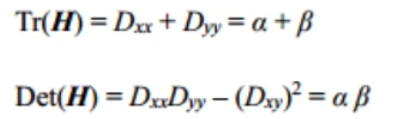 Tr(H) = Dxx + Dyy = α + β
Det(H) = DxxDyy – (Dxy)² = α β